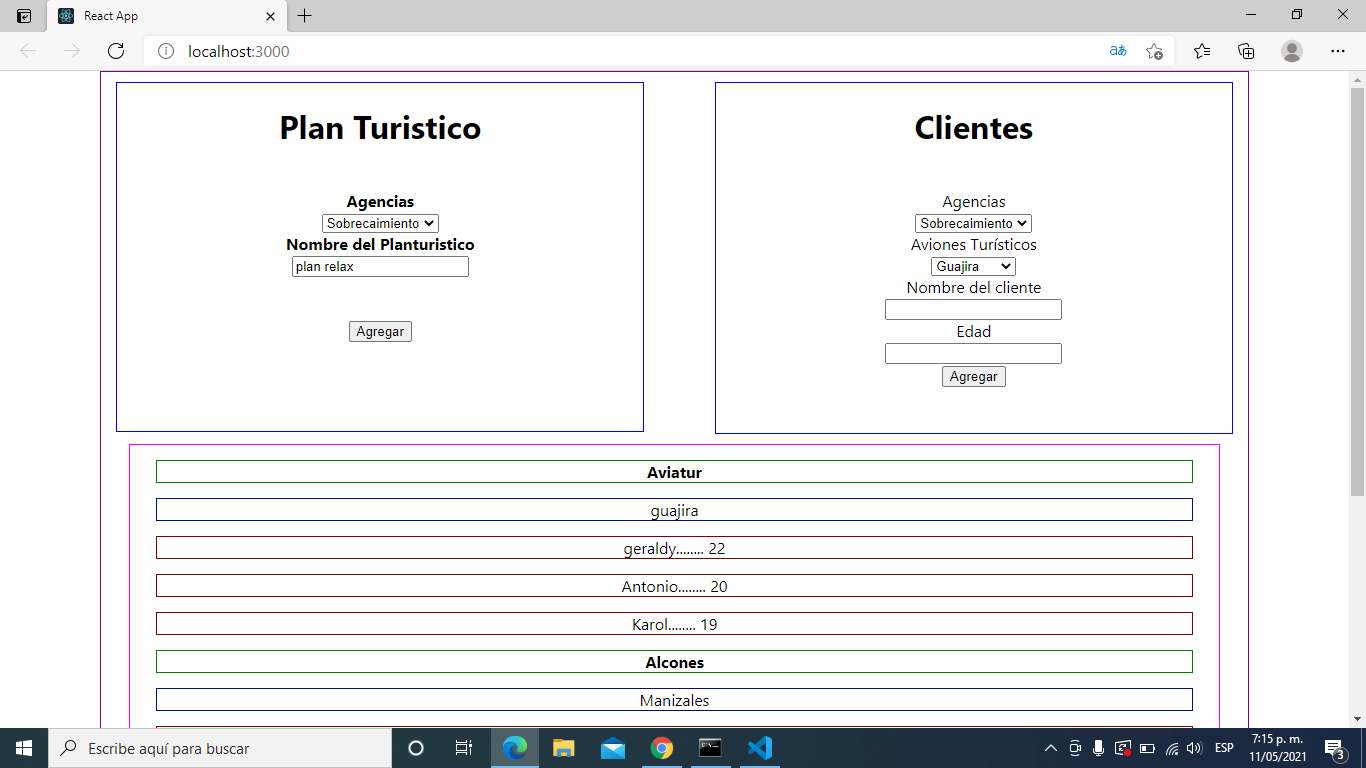 React App
localhost:3000
Plan Turistico
Agencias
Sobrecaimiento
Nombre del Planturistico
plan relax
Agregar
Clientes
Agencias
Sobrecaimiento
Aviones Turísticos
Guajira
Nombre del cliente
Edad
Agregar
Aviatur
guajira
geraldy........ 22
Antonio........ 20
Karol........ 19
Alcones
Manizales
Escribe aquí para buscar
ESP
7:15 p. m.
11/05/2021
3